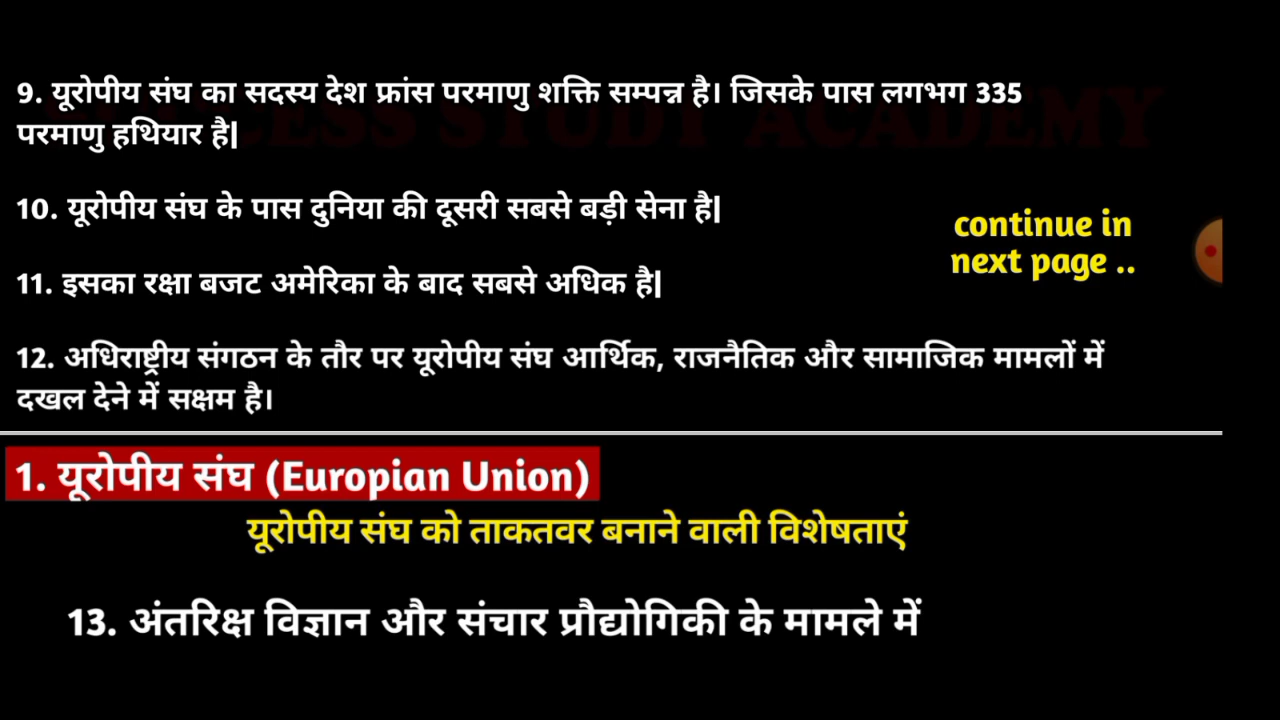 9. यूरोपीय संघ का सदस्य देश फ्रांस परमाणु शक्ति सम्पन्न है। जिसके पास लगभग 335
परमाणु हथियार है|
10. यूरोपीय संघ के पास दुनिया की दूसरी सबसे बड़ी सेना है|
11. इसका रक्षा बजट अमेरिका के बाद सबसे अधिक है|
12. अधिराष्ट्रीय संगठन के तौर पर यूरोपीय संघ आर्थिक, राजनैतिक और सामाजिक मामलों में
दखल देने में सक्षम है।
continue in
next page ..
1. यूरोपीय संघ (Europian Union)
यूरोपीय संघ को ताकतवर बनाने वाली विशेषताएं
13. अंतरिक्ष विज्ञान और संचार प्रौद्योगिकी के मामले में
STUDY ACADEMY